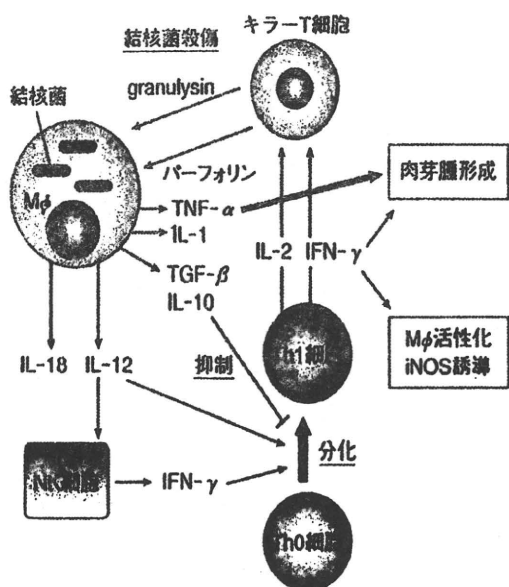 結核菌殺傷
キラーT細胞
granulysin
結核菌
パーフォリン
Mφ
TNF-α
IL-1
肉芽腫形成
TGF-β
IL-10
IL-2
IFN-γ
IL-18
IL-12
抑制
h1細
Mφ活性化
iNOS誘導
分化
NK細胞
IFN-γ
Th0細胞